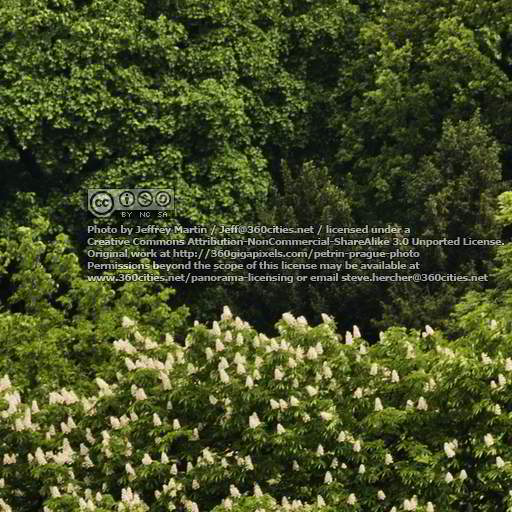 cc
BY NC SA
Photo by Jeffrey Martin / Jeff@360cities.net / licensed under a
Creative Commons Attribution-NonCommercial-ShareAlike 3.0 Unported License.
Original work at http://360gigapixels.com/petrin-prague-photo
Permissions beyond the scope of this license may be available at
www.360cities.net/panorama-licensing or email steve.hercher@360cities.net